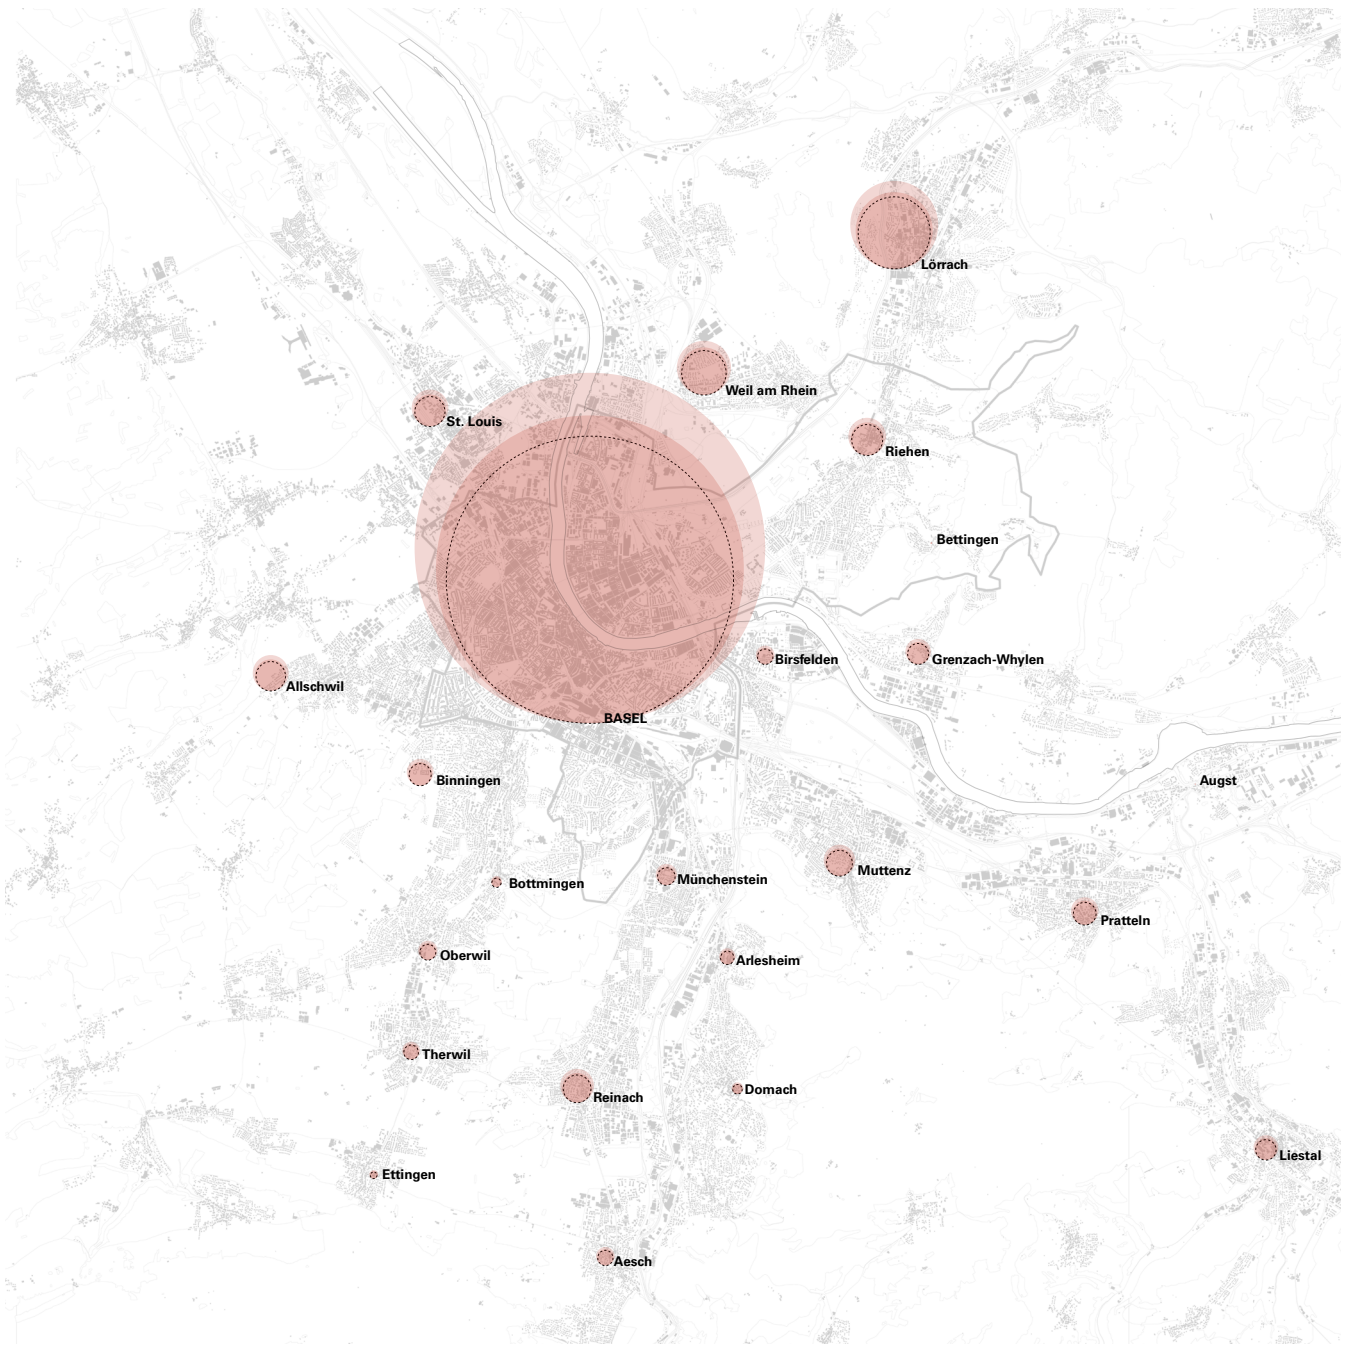 Lörrach
Weil am Rhein
St. Louis
Riehen
Bettingen
Birsfelden
Grenzach-Whylen
Allschwil
BASEL
Binningen
Augst
Muttenz
Münchenstein
Bottmingen
Pratteln
Oberwil
Arlesheim
Therwil
Domach
Reinach
Liestal
Ettingen
Aesch